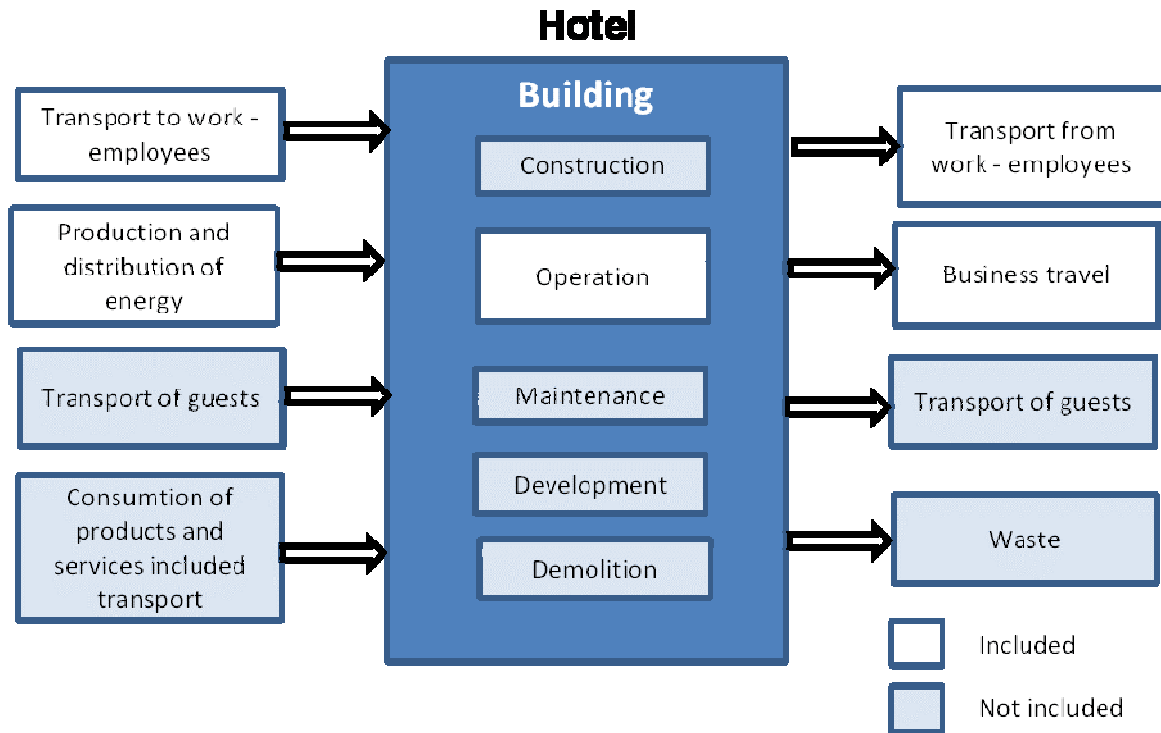 Hotel
Transport to work -
employees
Production and
distribution of
energy
Transport of guests
Consumtion of
products and
services included
transport
Building
Construction
Operation
Maintenance
Development
Demolition
Transport from
work - employees
Business travel
Transport of guests
Waste
Included
Not included